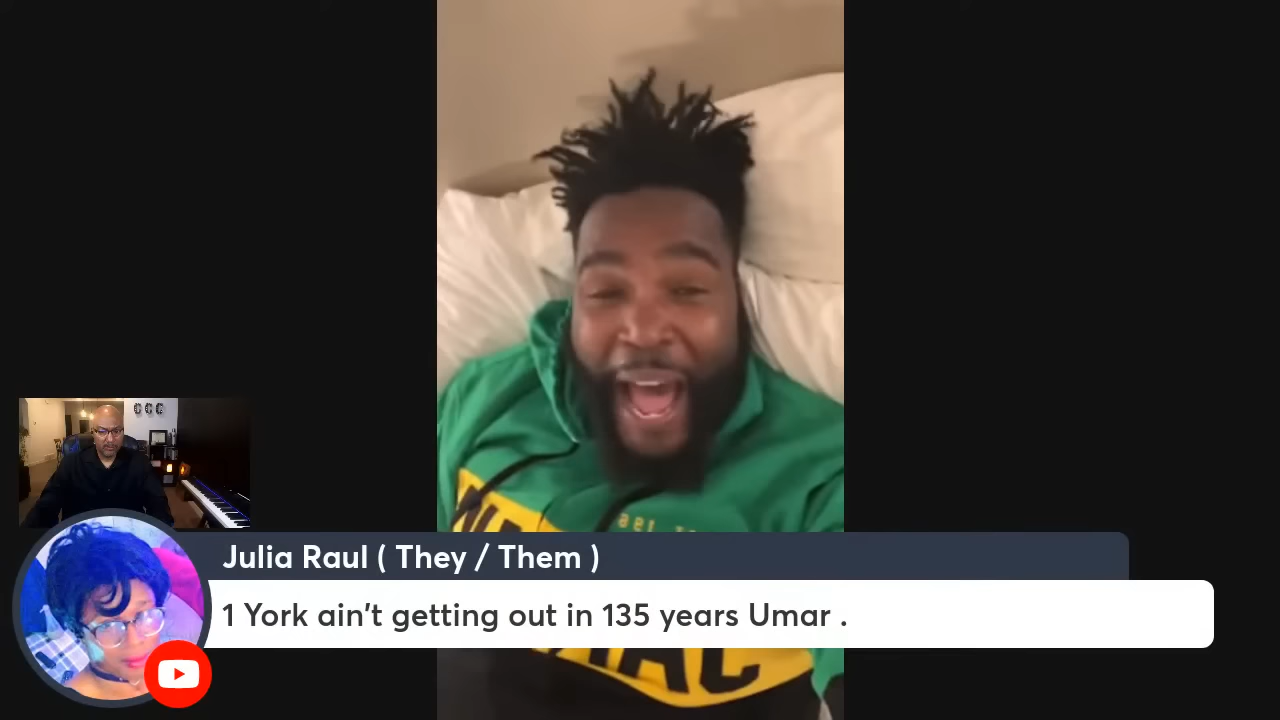 Julia Raul ( They / Them )
1 York ain't getting out in 135 years Umar .